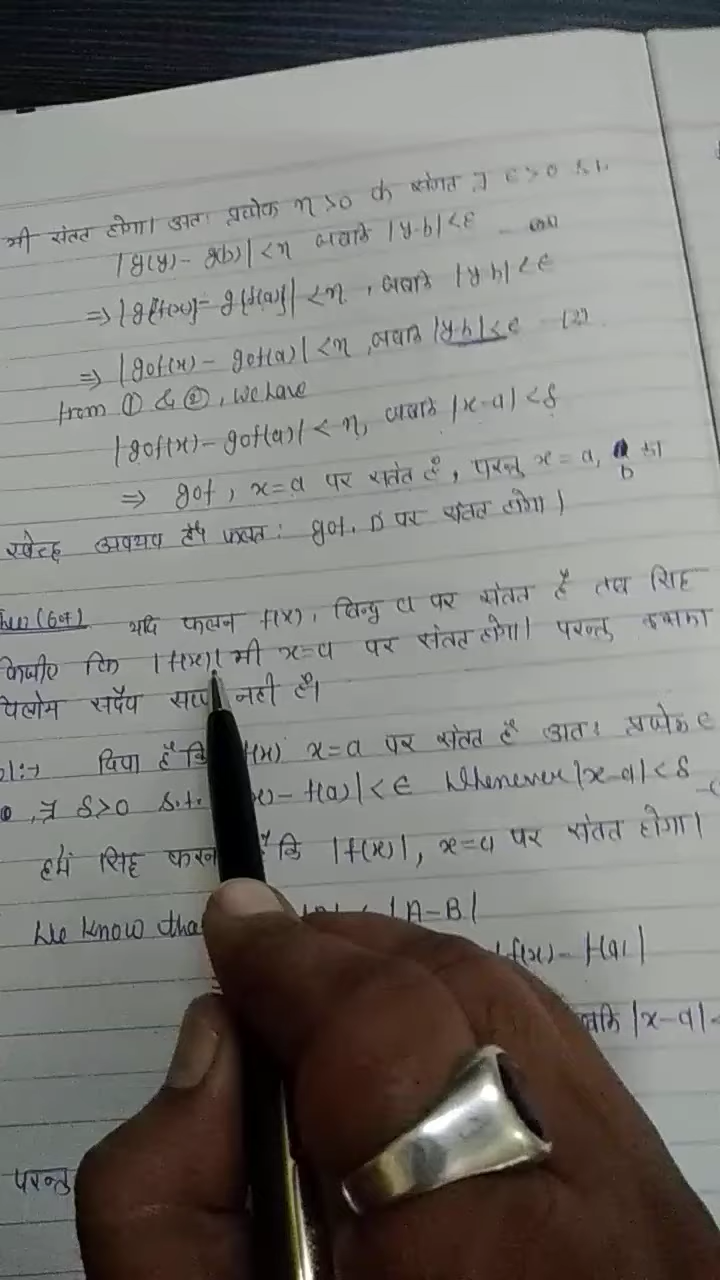 भी संतत होगा। अतः प्रत्येक η>0 के संगत ∃ ε>0 s.t.
|g(y)- g(b)|<η जबकि |y-b|<ε
⇒ |g{f(x)}- g{f(a)}| <η, जबकि |y-b|<ε
⇒ |gof(x) - gof(a)| <η, जबकि |y-b|<ε -(2)
from ① & ②, we have
|gof(x)-gof(a)| < η, जबकि |x-a| < δ
⇒ gof, x=a पर संतत है, परन्तु x = a, D का
स्वेच्छ अवयव है। फलतः gof, D पर संतत होगा।
यदि फलन f(x), बिन्दु a पर संतत है तब सिद्ध
कीजिए कि |f(x)| भी x=a पर संतत होगा। परन्तु इसका
विलोम सदैव सत्य नही है।
दिया है कि f(x) x=a पर संतत है अतः प्रत्येक ε
, ∃ δ>0 s.t. (x)- f(a)|<ε Whenever |x-a|<δ
हमें सिद्ध करन है कि |f(x)|, x=a पर संतत होगा।
We know tha |A-B|
|f(x)- f(a)|
जबकि |x-a|<
परन्तु